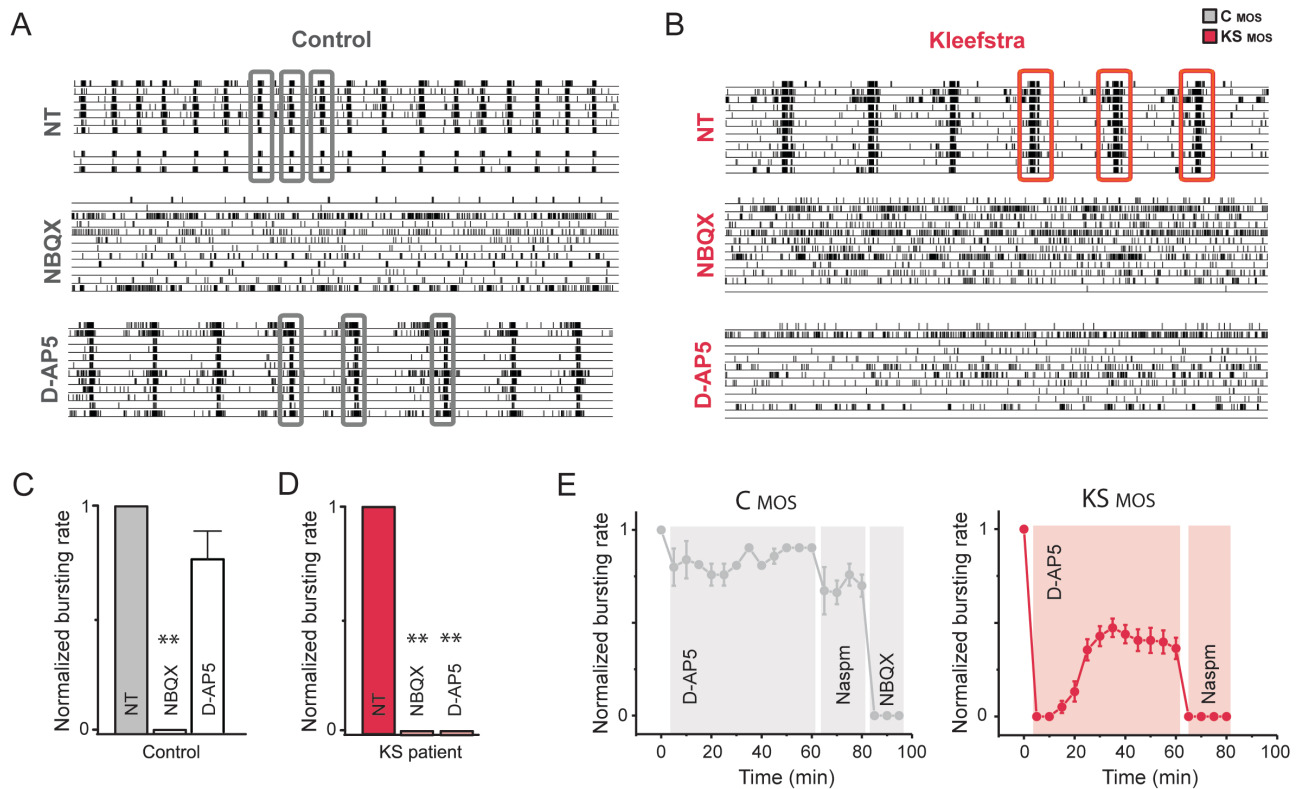 A
Control
NT
NBQX
D-AP5
B
Kleefstra
C MOS
KS MOS
NT
NBQX
D-AP5
C
Normalized bursting rate
1
0
NT
NBQX
D-AP5
**
Control
D
Normalized bursting rate
1
0
NT
NBQX
D-AP5
**
**
KS patient
E
C MOS
Normalized bursting rate
1
0
D-AP5
Naspm
NBQX
0 20 40 60 80 100
Time (min)
KS MOS
Normalized bursting rate
1
0
D-AP5
Naspm
0 20 40 60 80 100
Time (min)